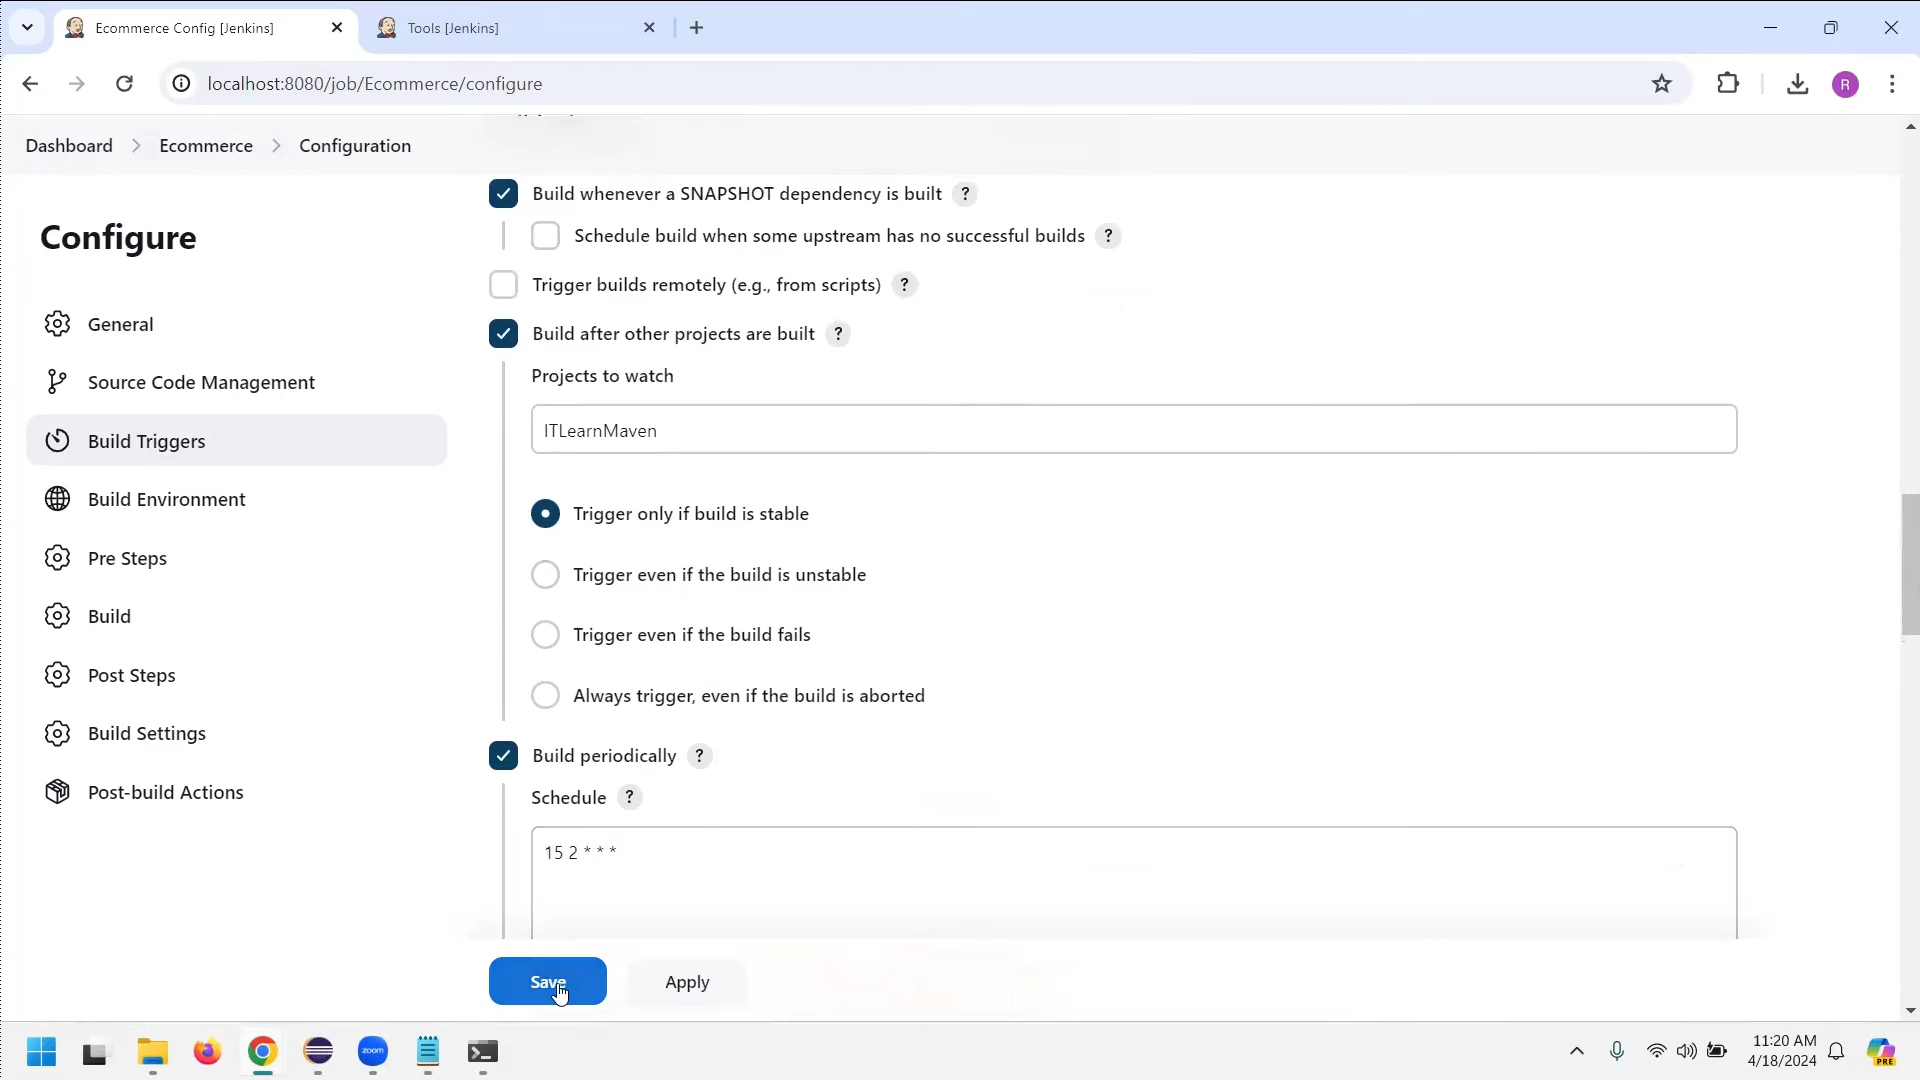 Ecommerce Config [Jenkins]
Tools [Jenkins]
localhost:8080/job/Ecommerce/configure
R
Dashboard
Ecommerce
Configuration
Configure
General
Source Code Management
Build Triggers
Build Environment
Pre Steps
Build
Post Steps
Build Settings
Post-build Actions
Build whenever a SNAPSHOT dependency is built ?
Schedule build when some upstream has no successful builds ?
Trigger builds remotely (e.g., from scripts) ?
Build after other projects are built ?
Projects to watch
ITLearnMaven
Trigger only if build is stable
Trigger even if the build is unstable
Trigger even if the build fails
Always trigger, even if the build is aborted
Build periodically ?
Schedule ?
15 2 * * *
Save
Apply
zoom
11:20 AM
4/18/2024
PRE